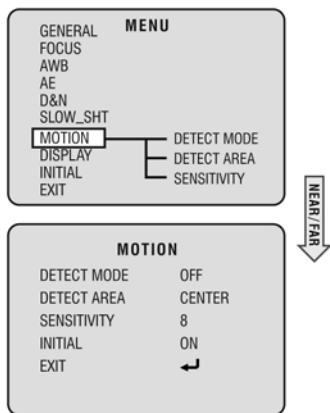 MENU
GENERAL
FOCUS
AWB
AE
D&N
SLOW_SHT
MOTION
DISPLAY
INITIAL
EXIT
DETECT MODE
DETECT AREA
SENSITIVITY
NEAR/FAR
MOTION
DETECT MODE OFF
DETECT AREA CENTER
SENSITIVITY 8
INITIAL ON
EXIT ↵